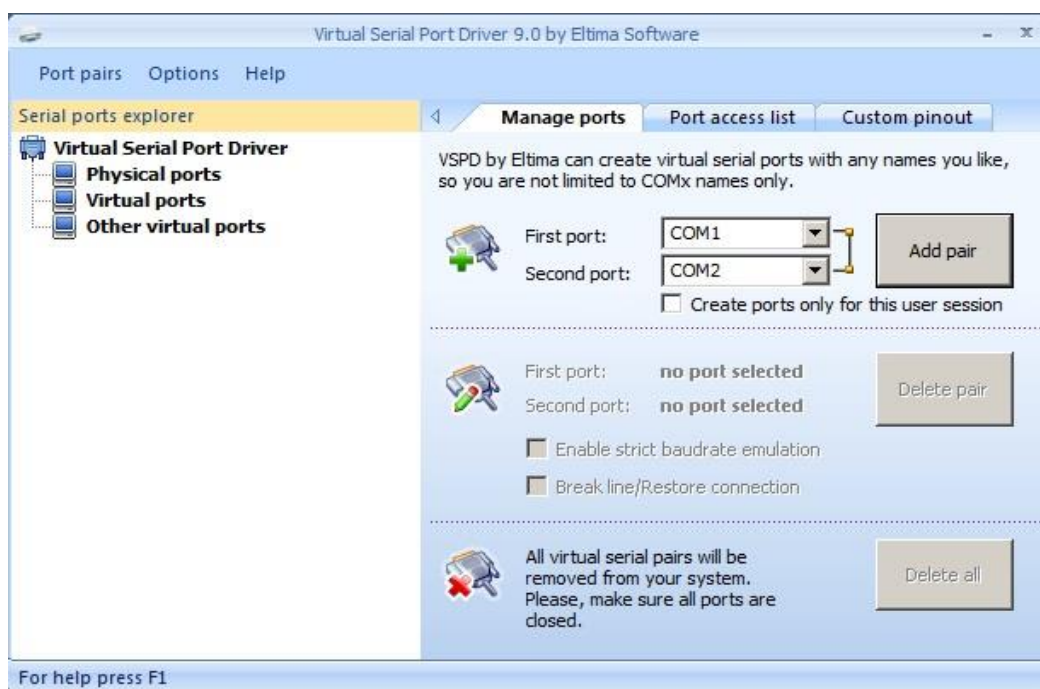 Virtual Serial Port Driver 9.0 by Eltima Software
Port pairs Options Help
Serial ports explorer
Virtual Serial Port Driver
Physical ports
Virtual ports
Other virtual ports
Manage ports Port access list Custom pinout
VSPD by Eltima can create virtual serial ports with any names you like,
so you are not limited to COMx names only.
First port: COM1
Second port: COM2
Add pair
Create ports only for this user session
First port: no port selected
Second port: no port selected
Delete pair
Enable strict baudrate emulation
Break line/Restore connection
All virtual serial pairs will be
removed from your system.
Please, make sure all ports are
closed.
Delete all
For help press F1